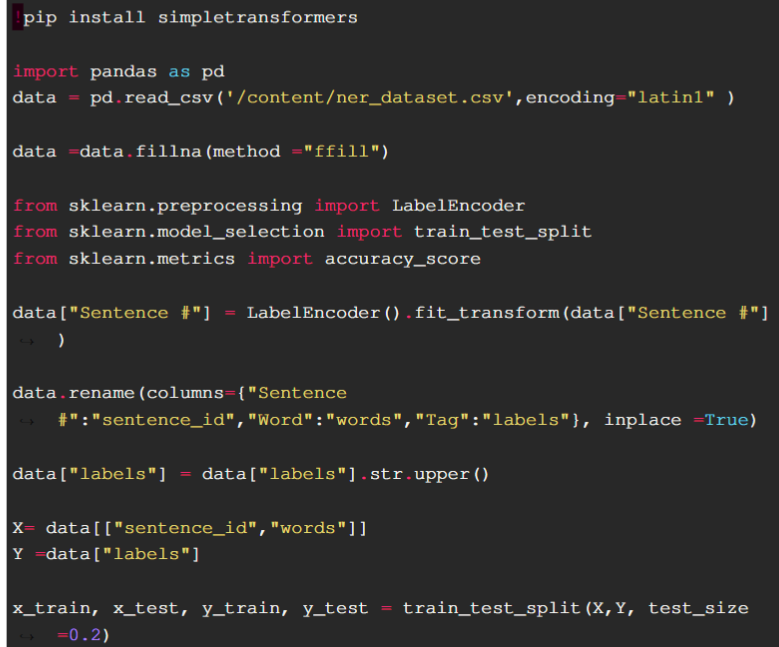 !pip install simpletransformers
import pandas as pd
data = pd.read_csv('/content/ner_dataset.csv',encoding="latin1" )
data =data.fillna(method ="ffill")
from sklearn.preprocessing import LabelEncoder
from sklearn.model_selection import train_test_split
from sklearn.metrics import accuracy_score
data["Sentence #"] = LabelEncoder().fit_transform(data["Sentence #"]
↪ )
data.rename(columns={"Sentence
↪ #":"sentence_id","Word":"words","Tag":"labels"}, inplace =True)
data["labels"] = data["labels"].str.upper()
X= data[["sentence_id","words"]]
Y =data["labels"]
x_train, x_test, y_train, y_test = train_test_split(X,Y, test_size
↪ =0.2)